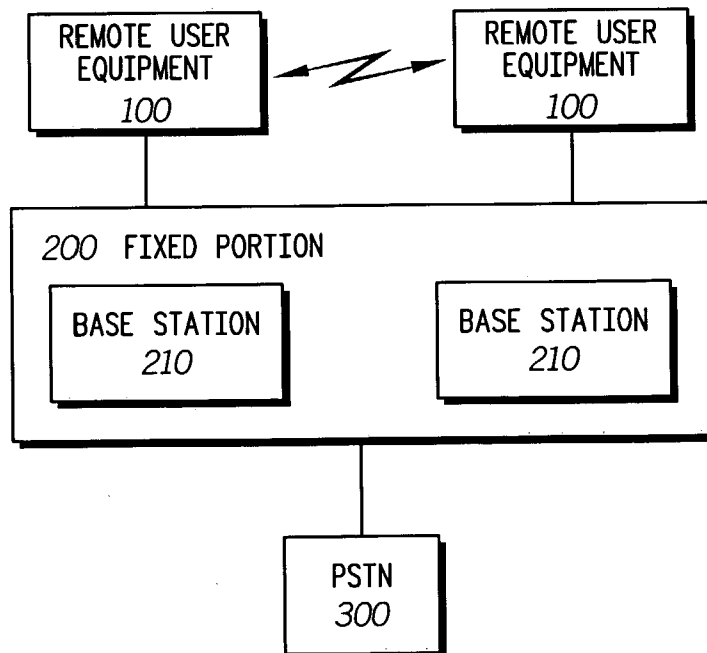 REMOTE USER
EQUIPMENT
100
REMOTE USER
EQUIPMENT
100
200 FIXED PORTION
BASE STATION
210
BASE STATION
210
PSTN
300